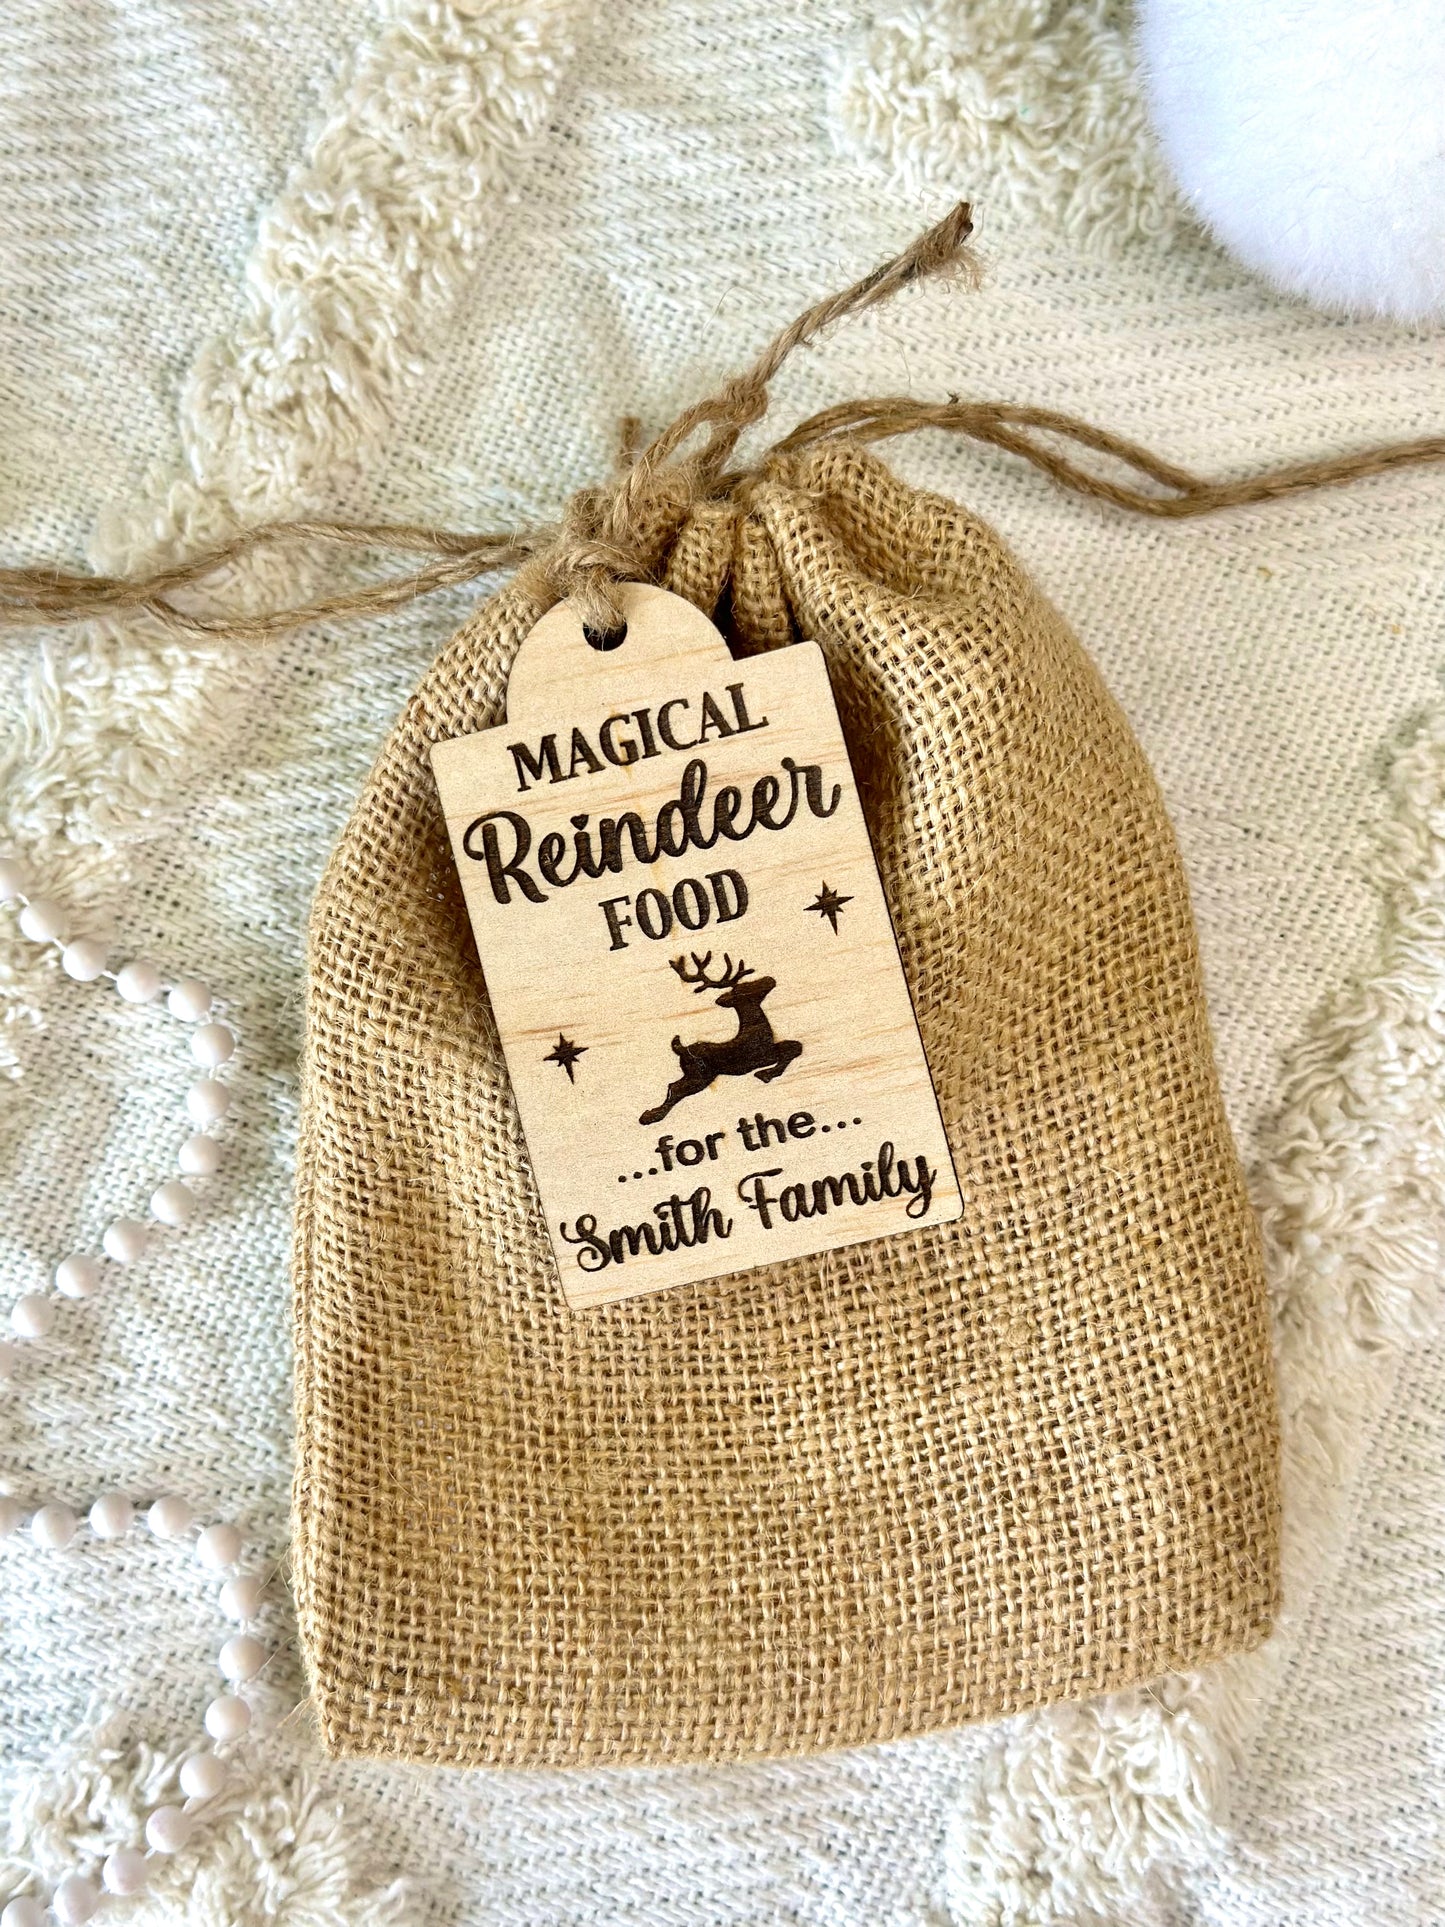 MAGICAL
Reindeer
FOOD
...for the...
Smith Family